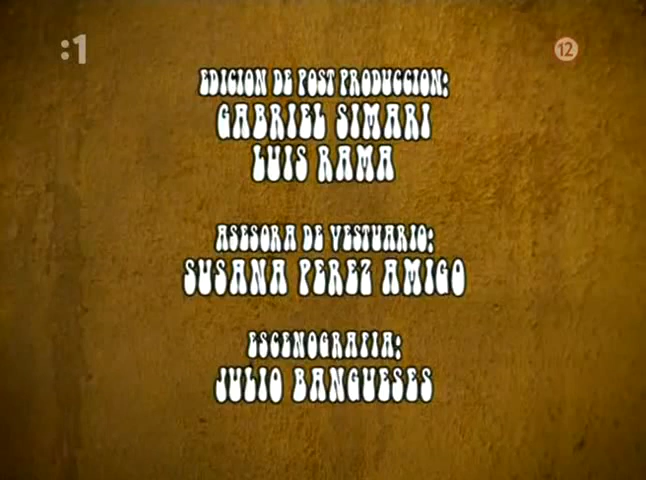 :1
12
EDICION DE POST PRODUCCION:
GABRIEL SIMARI
LUIS RAMA
ASESORA DE VESTUARIO:
SUSANA PEREZ AMIGO
ESCENOGRAFIA:
JULIO BANGUESES